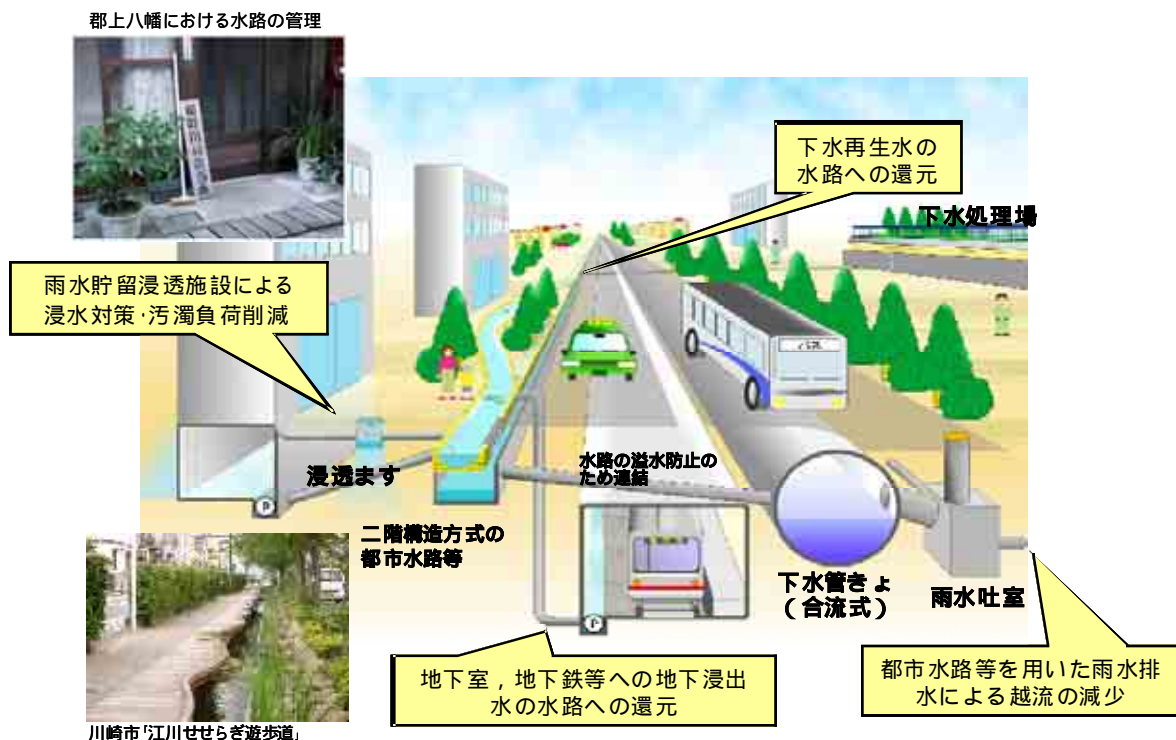 郡上八幡における水路の管理
下水再生水の
水路への還元
下水処理場
雨水貯留浸透施設による
浸水対策･汚濁負荷削減
バス
浸透ます
水路の溢水防止の
ため連結
P
二階構造方式の
都市水路等
下水管きょ
(合流式)
雨水吐室
P
地下室,地下鉄等への地下浸出
水の水路への還元
都市水路等を用いた雨水排
水による越流の減少
川崎市｢江川せせらぎ遊歩道｣